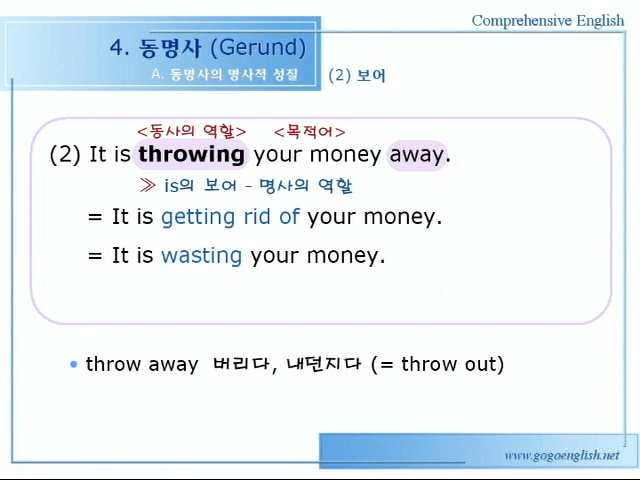 Comprehensive English
4. 동명사 (Gerund)
A. 동명사의 명사적 성질
(2) 보어
<동사의 역할> <목적어>
(2) It is throwing your money away.
≫ is의 보어 - 명사의 역할
= It is getting rid of your money.
= It is wasting your money.
• throw away 버리다, 내던지다 (= throw out)
www.gogoenglish.net